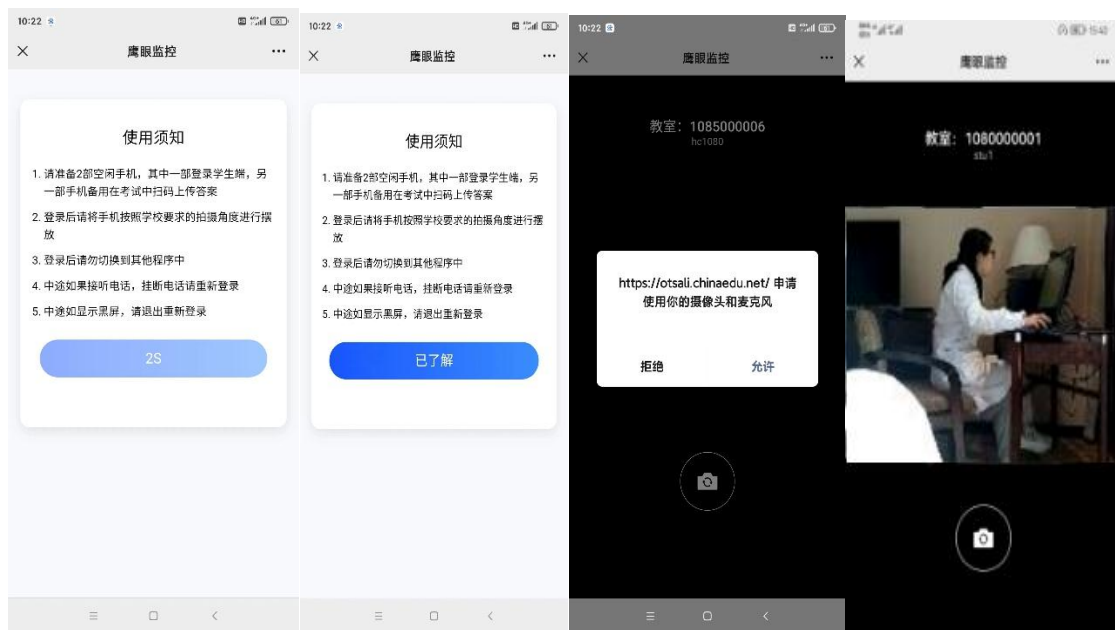 10:22
鹰眼监控
使用须知
1. 请准备2部空闲手机，其中一部登录学生端，另
一部手机备用在考试中扫码上传答案
2. 登录后请将手机按照学校要求的拍摄角度进行摆
放
3. 登录后请勿切换到其他程序中
4. 中途如果接听电话，挂断电话请重新登录
5. 中途如显示黑屏，请退出重新登录
2S
10:22
鹰眼监控
使用须知
1. 请准备2部空闲手机，其中一部登录学生端，另
一部手机备用在考试中扫码上传答案
2. 登录后请将手机按照学校要求的拍摄角度进行摆
放
3. 登录后请勿切换到其他程序中
4. 中途如果接听电话，挂断电话请重新登录
5. 中途如显示黑屏，请退出重新登录
已了解
10:22
鹰眼监控
教室：1085000006
hc1080
https://otsali.chinaedu.net/ 申请
使用你的摄像头和麦克风
拒绝
允许
15:40
鹰眼监控
教室：1080000001
stu1